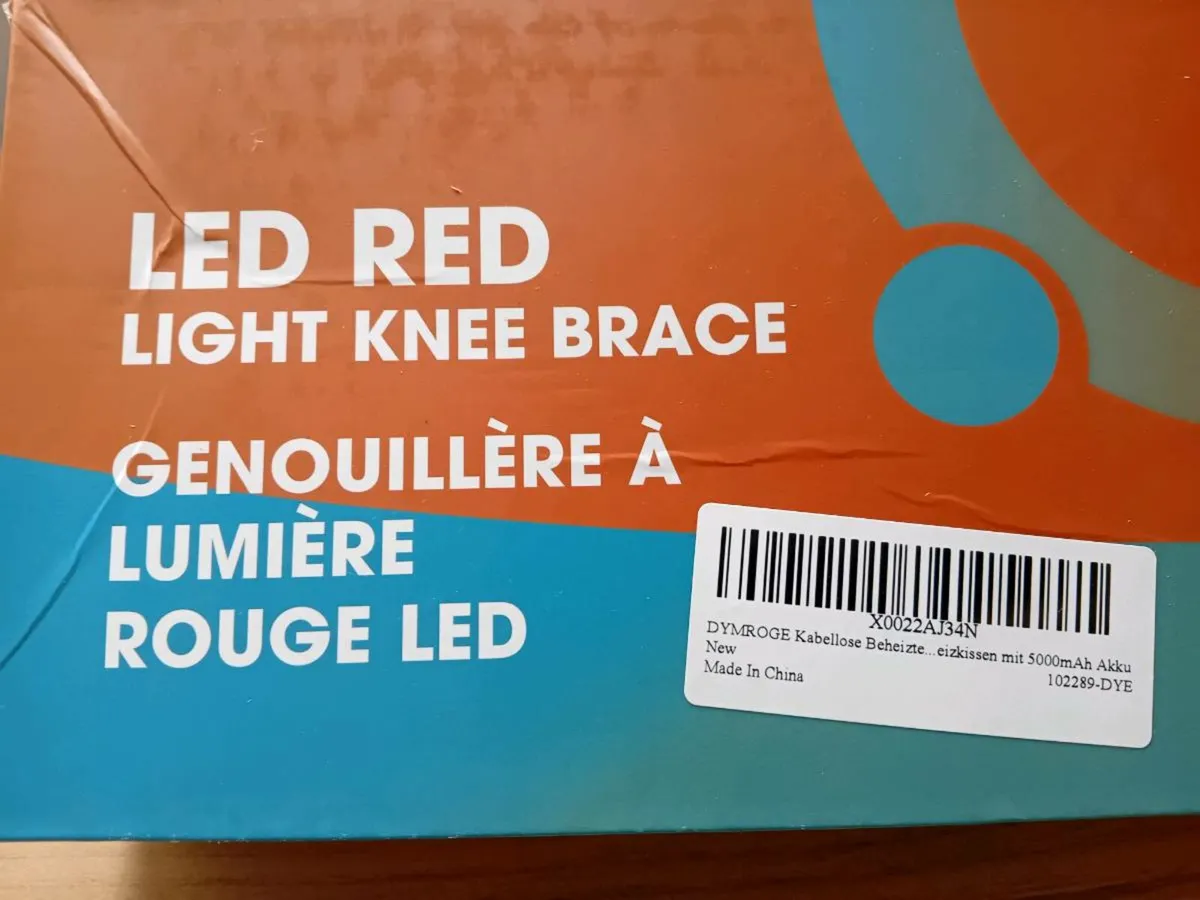 LED RED
LIGHT KNEE BRACE
GENOUILLÈRE À
LUMIÈRE
ROUGE LED
X0022AJ34N
DYMROGE Kabellose Beheizte...eizkissen mit 5000mAh Akku
New
Made In China
102289-DYE